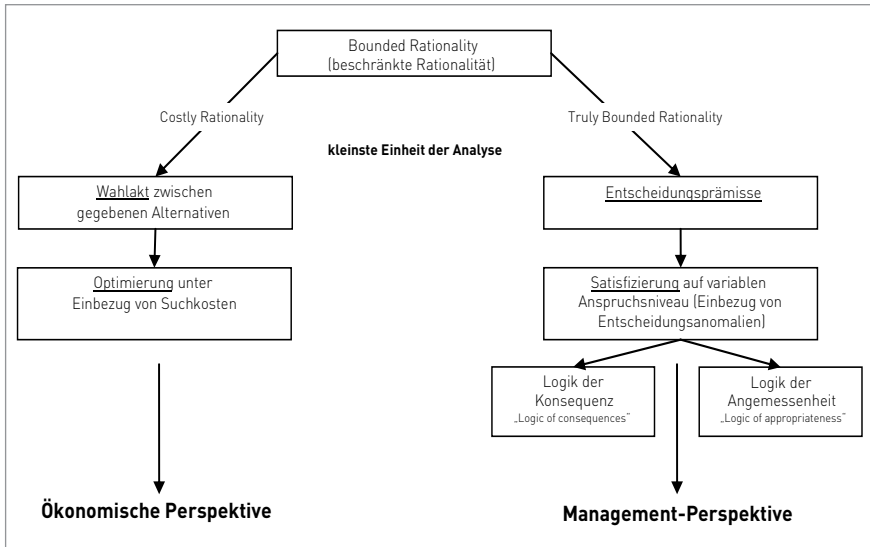 Bounded Rationality
(beschränkte Rationalität)
Costly Rationality
Truly Bounded Rationality
kleinste Einheit der Analyse
Wahlakt zwischen
gegebenen Alternativen
Entscheidungsprämisse
Optimierung unter
Einbezug von Suchkosten
Satisfizierung auf variablen
Anspruchsniveau (Einbezug von
Entscheidungsanomalien)
Logik der
Konsequenz
„Logic of consequences“
Logik der
Angemessenheit
„Logic of appropriateness“
Ökonomische Perspektive
Management-Perspektive